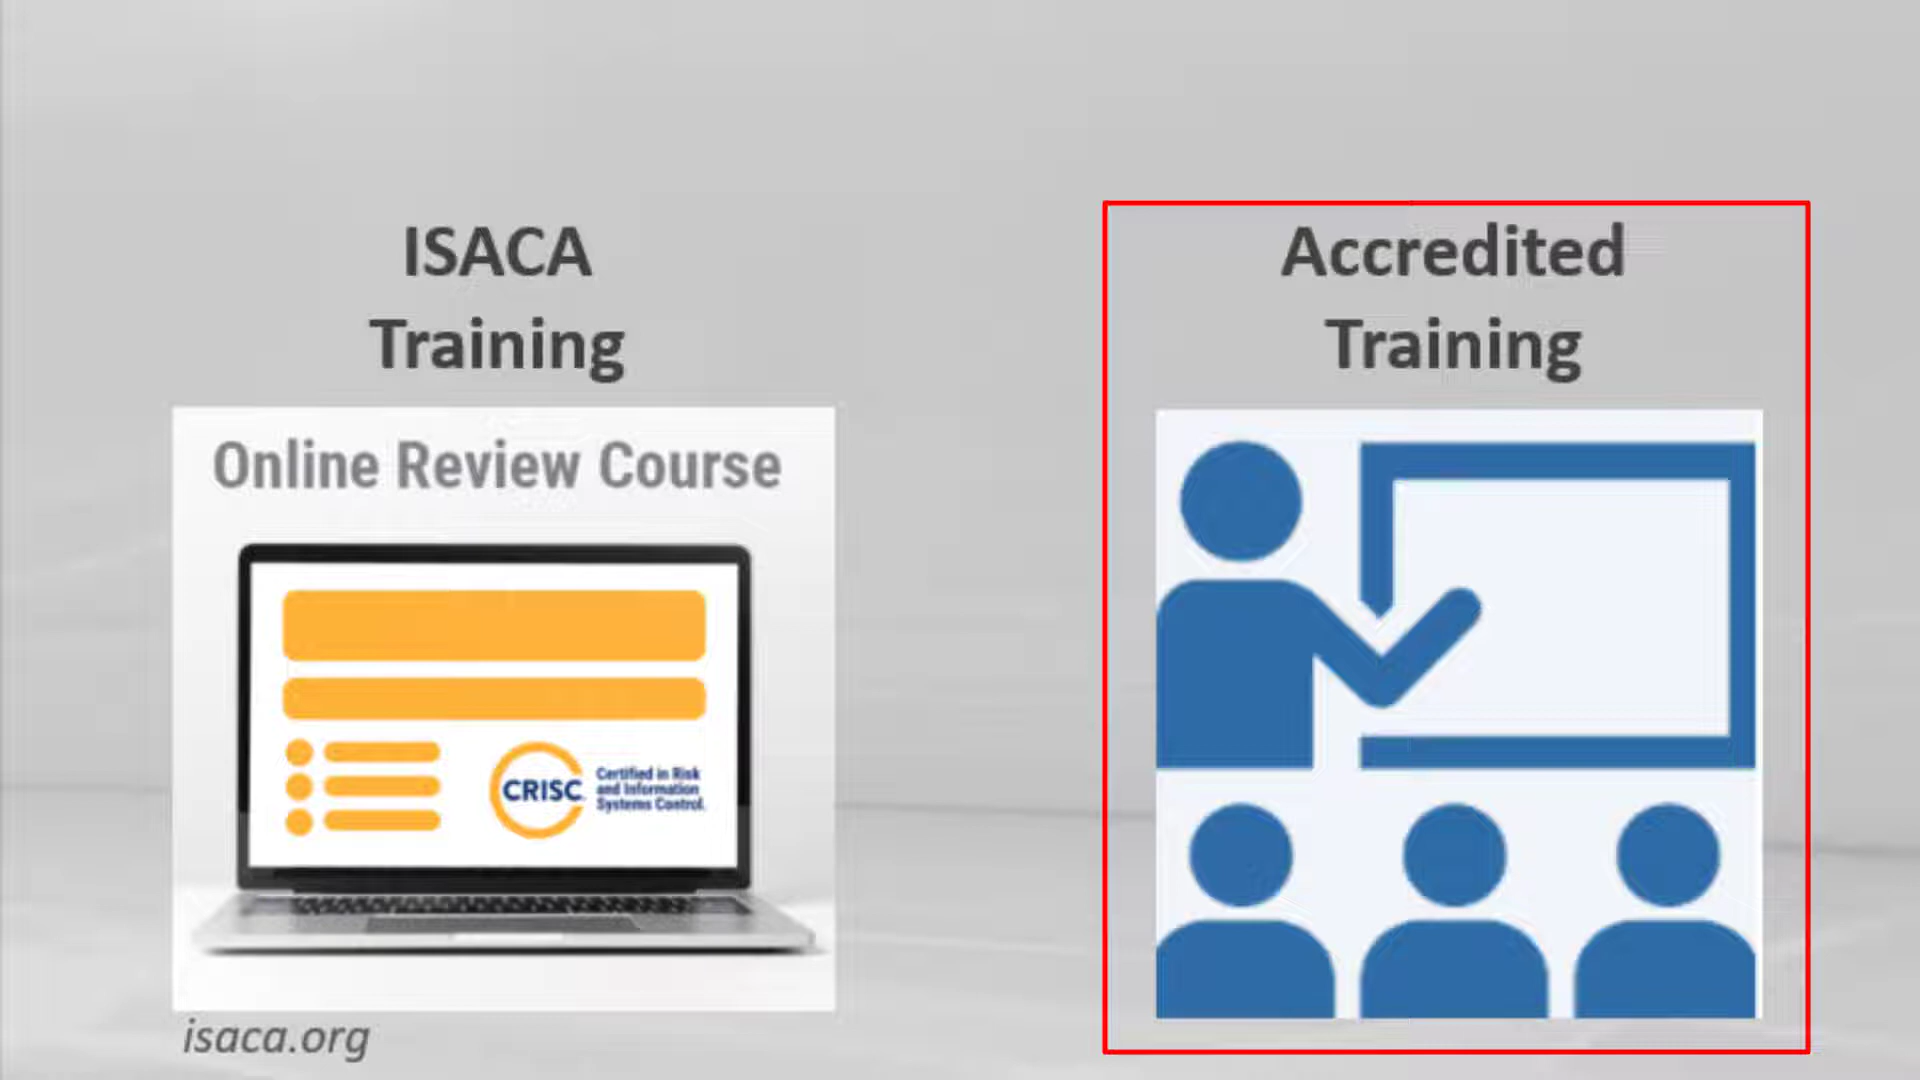 ISACA
Training
Online Review Course
CRISC
Certified in Risk
and Information
Systems Control.
isaca.org
Accredited
Training